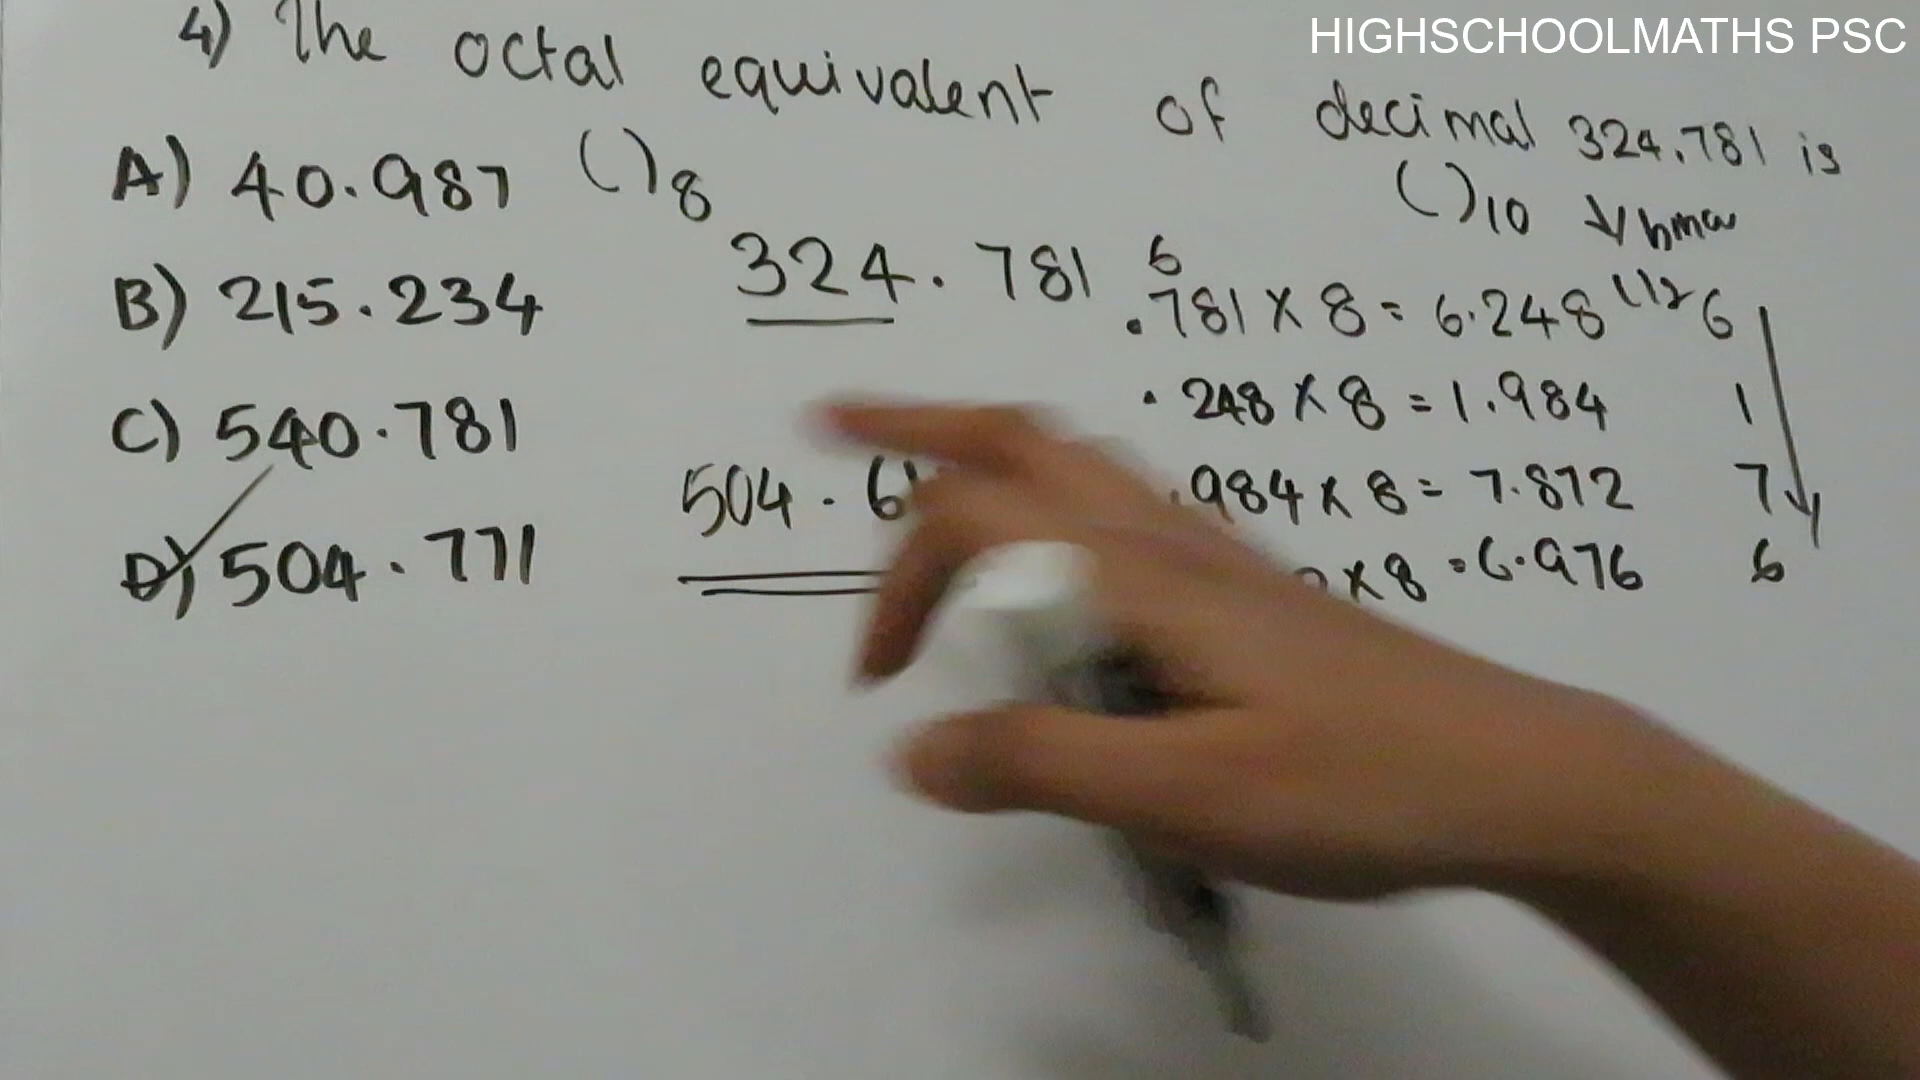 HIGHSCHOOLMATHS PSC
4) The octal equivalent of decimal 324.781 is
( )8
( )10
A) 40.987
B) 215.234
C) 540.781
D) 504.771
324.781
504.6
6
.781 × 8 = 6.248 6
.248 × 8 = 1.984 1
.984 × 8 = 7.872 7
× 8 = 6.976 6